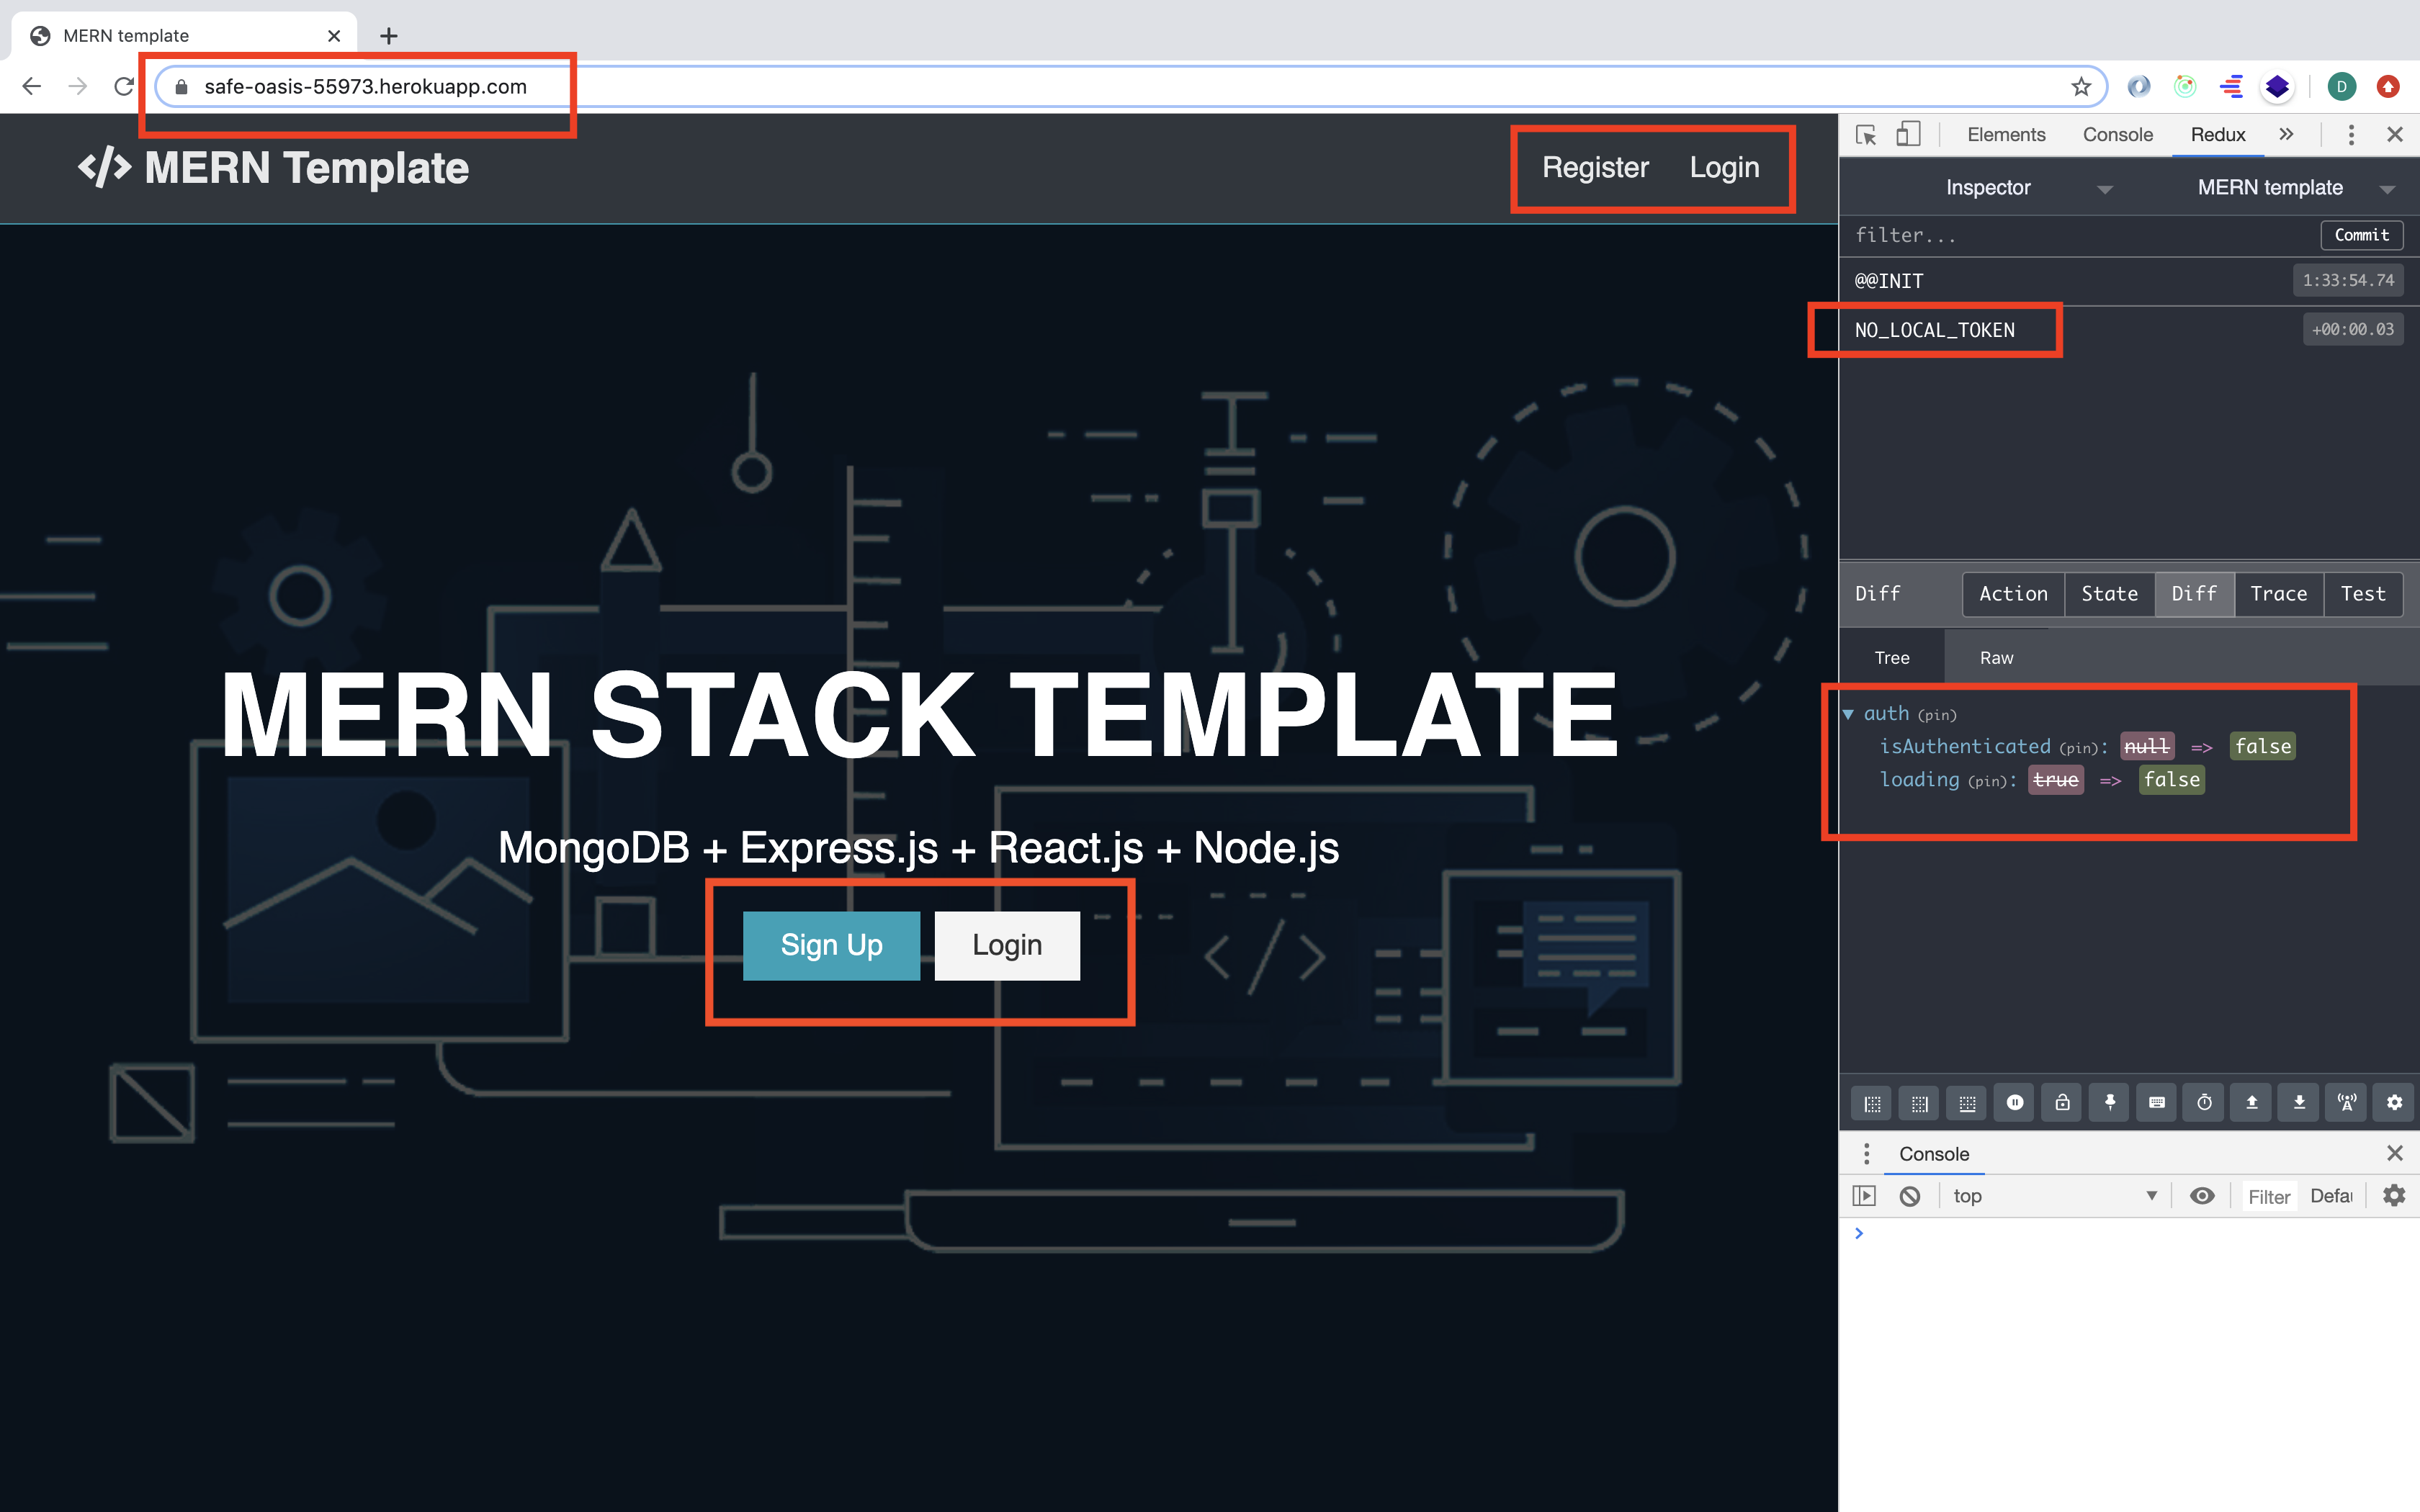 MERN template
safe-oasis-55973.herokuapp.com
D
</> MERN Template
Register Login
MERN STACK TEMPLATE
MongoDB + Express.js + React.js + Node.js
Sign Up Login
</>
Elements Console Redux »
Inspector MERN template
filter... Commit
@@INIT 1:33:54.74
NO_LOCAL_TOKEN +00:00.03
Diff Action State Diff Trace Test
Tree Raw
auth (pin)
isAuthenticated (pin): null => false
loading (pin): true => false
Console
top Filter Defau
>